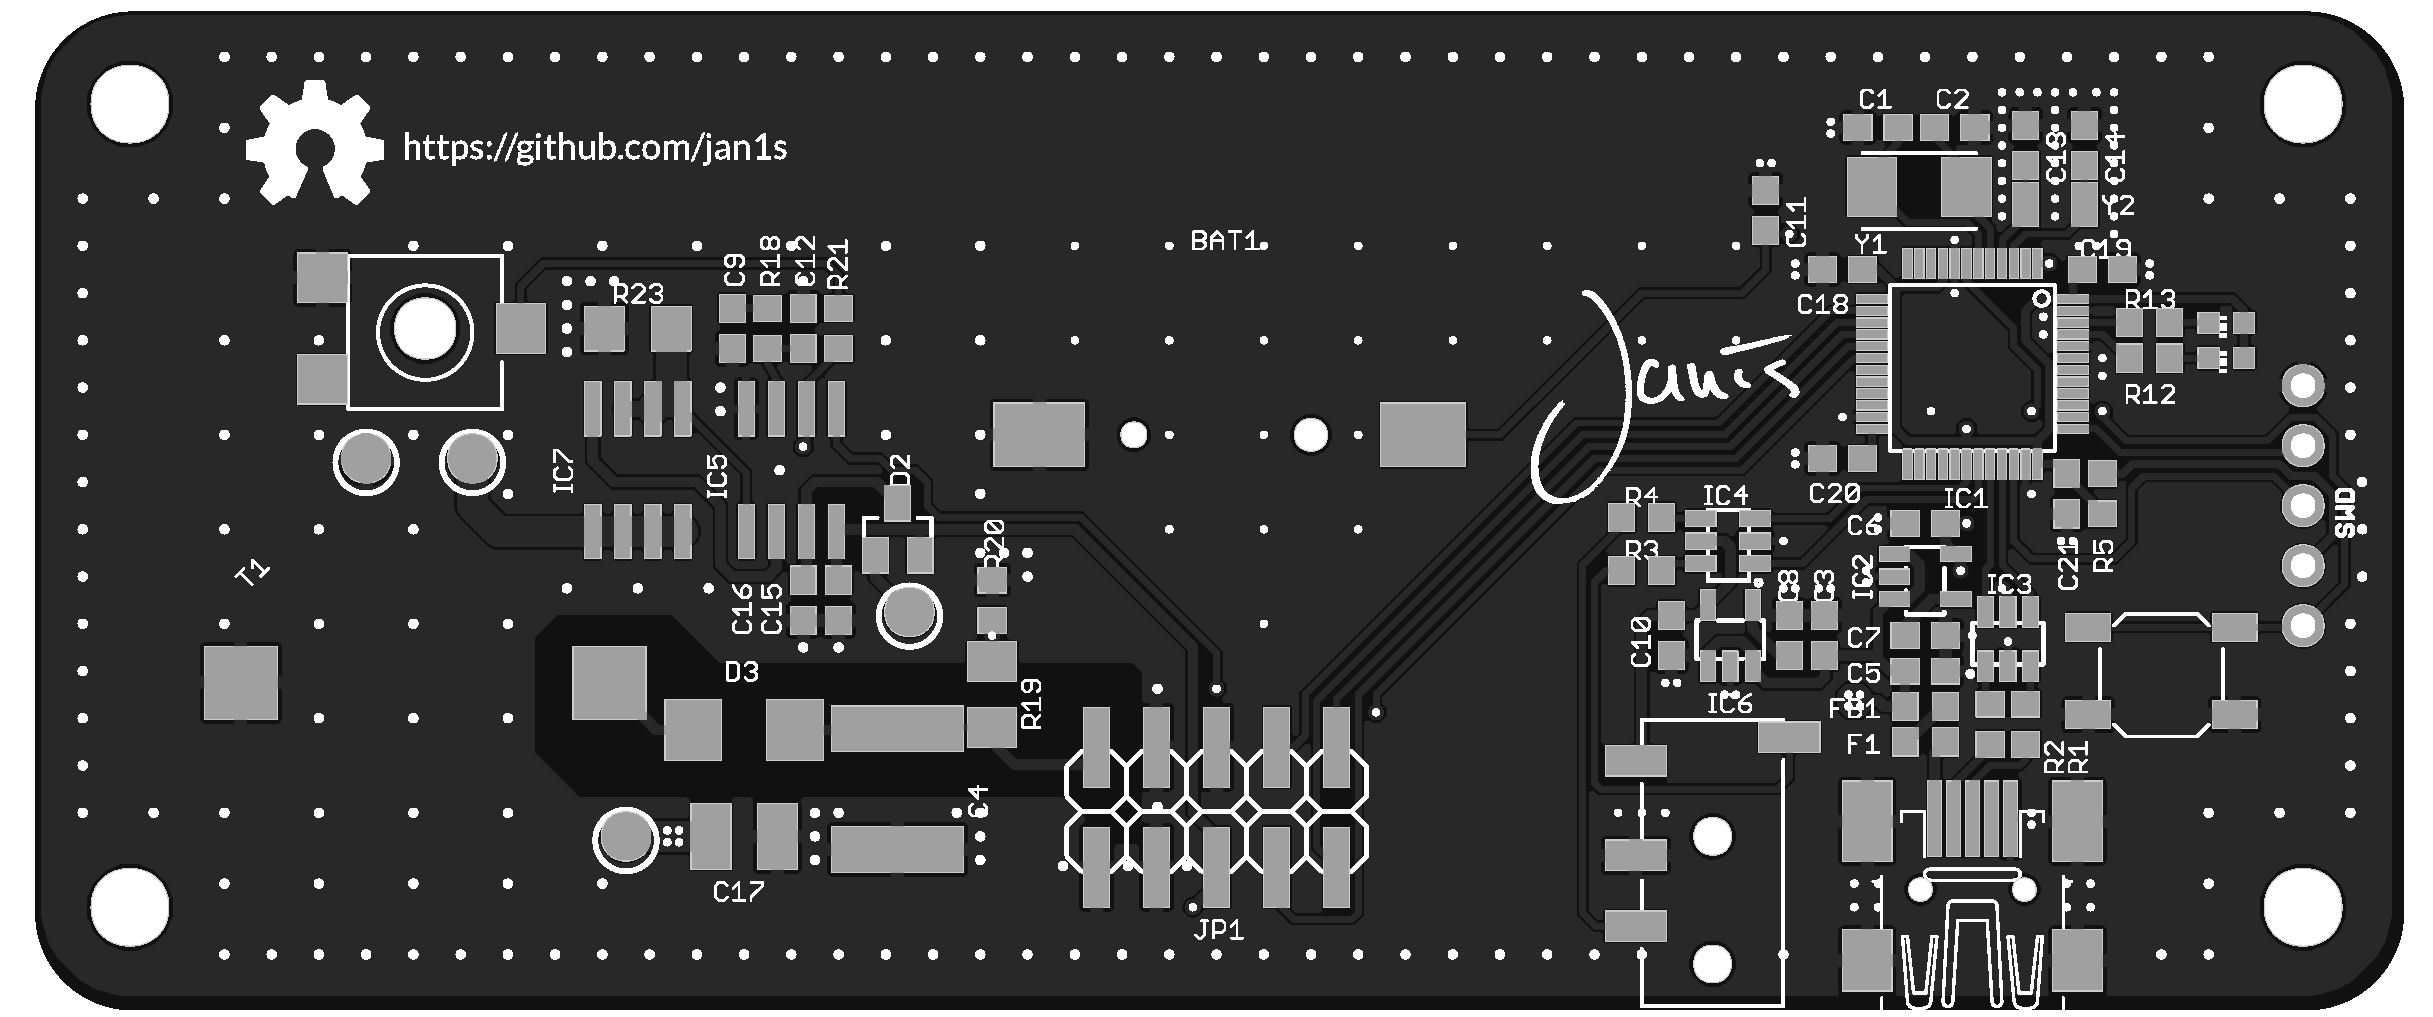 https://github.com/jan1s
C1
C2
C13
C14
Y2
C11
Y1
C19
BAT1
C9
R18
C12
R21
R23
C18
R13
Janis
R12
IC7
IC5
D2
C20
IC1
R4
IC4
C6
SWD
R20
R3
C21
R5
T1
C16
C15
C8
C3
IC2
IC3
C10
C7
C5
D3
R19
IC6
FB1
F1
R2
R1
C4
C17
JP1